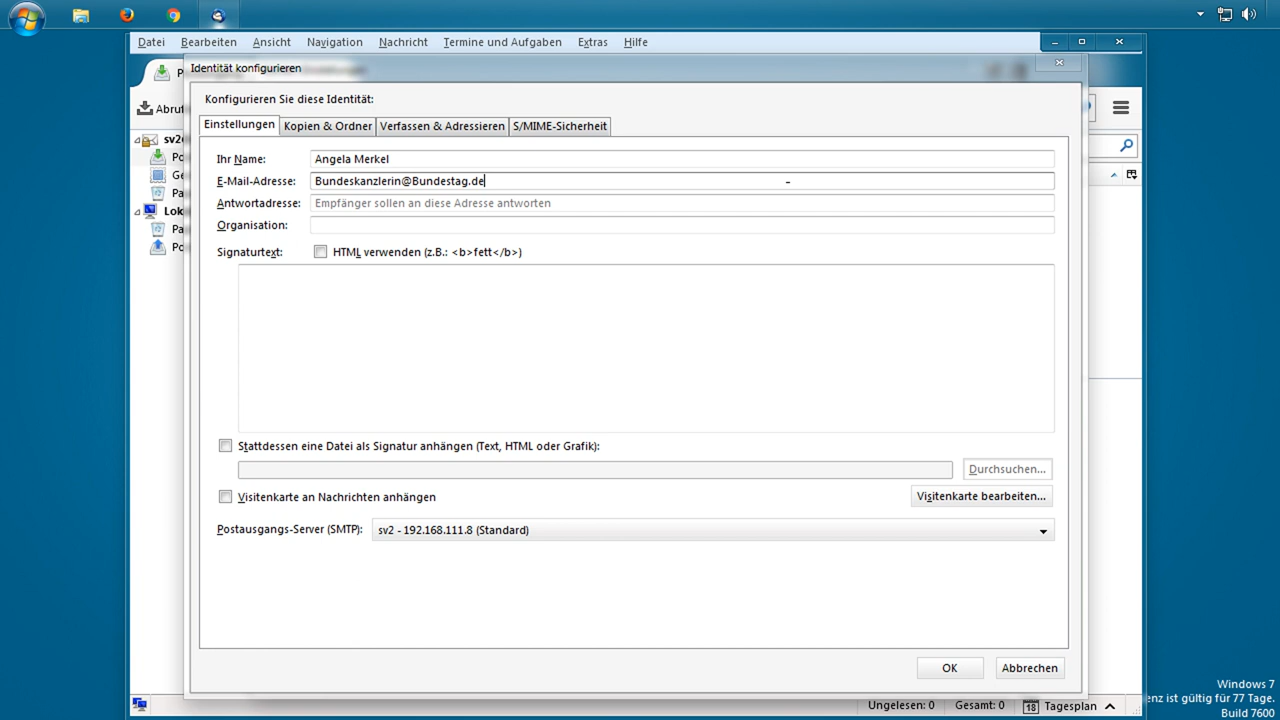 Datei Bearbeiten Ansicht Navigation Nachricht Termine und Aufgaben Extras Hilfe
Identität konfigurieren
Konfigurieren Sie diese Identität:
Einstellungen Kopien & Ordner Verfassen & Adressieren S/MIME-Sicherheit
Ihr Name: Angela Merkel
E-Mail-Adresse: Bundeskanzlerin@Bundestag.de
Antwortadresse: Empfänger sollen an diese Adresse antworten
Organisation:
Signaturtext: HTML verwenden (z.B.: <b>fett</b>)
Stattdessen eine Datei als Signatur anhängen (Text, HTML oder Grafik):
Durchsuchen...
Visitenkarte an Nachrichten anhängen Visitenkarte bearbeiten...
Postausgangs-Server (SMTP): sv2 - 192.168.111.8 (Standard)
OK Abbrechen
Ungelesen: 0 Gesamt: 0 18 Tagesplan
Windows 7
enz ist gültig für 77 Tage.
Build 7600